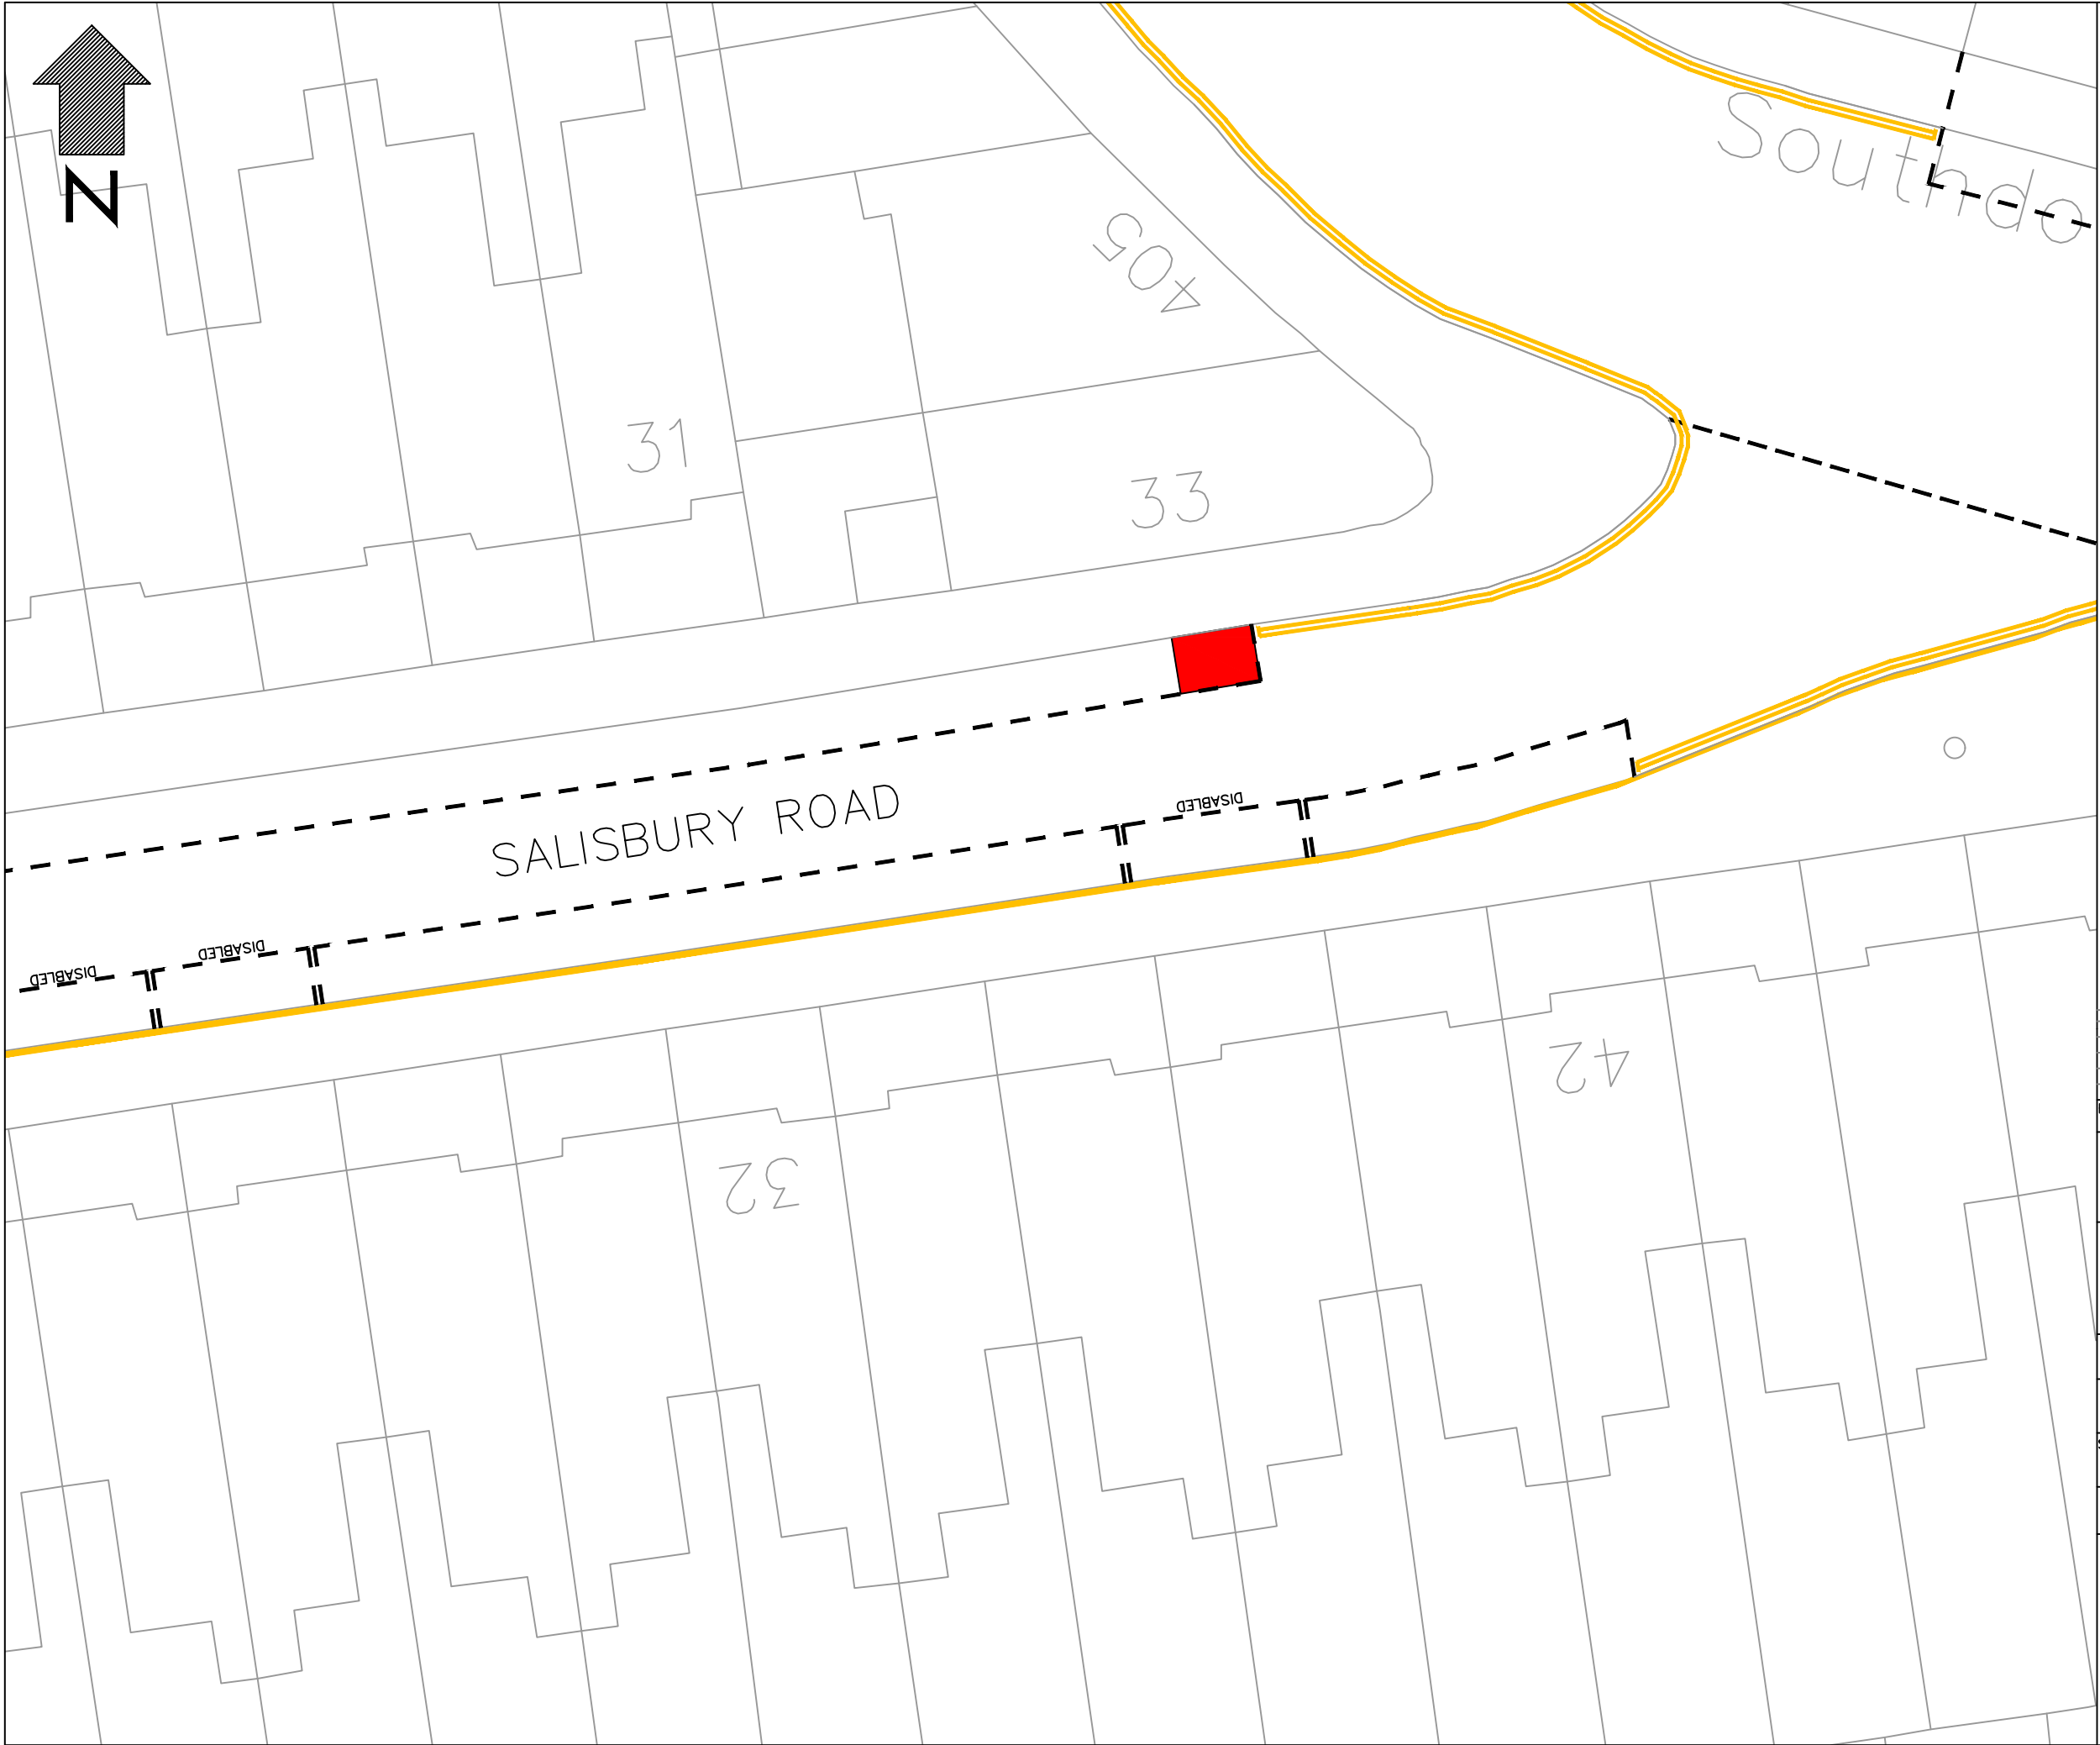 N
Southdo
405
31
33
SALISBURY ROAD
DISABLED
DISABLED
DISABLED
42
32